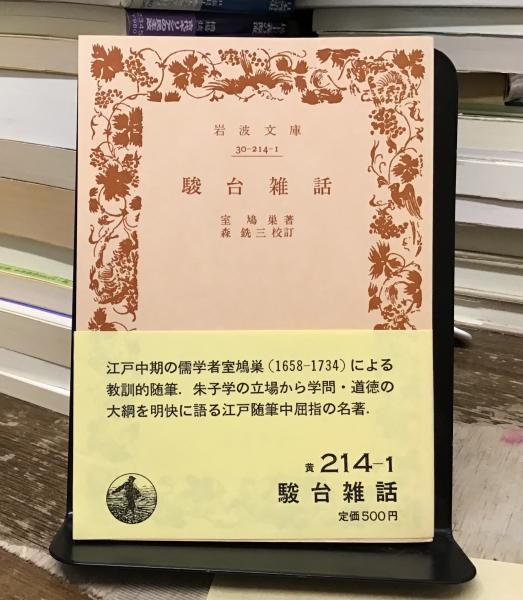 岩波文庫
30-214-1
駿台雑話
室鳩巣著
森銑三校訂
江戸中期の儒学者室鳩巣(1658-1734)による
教訓的随筆．朱子学の立場から学問・道徳の
大綱を明快に語る江戸随筆中屈指の名著．
黄 214-1
駿台雑話
定価500円